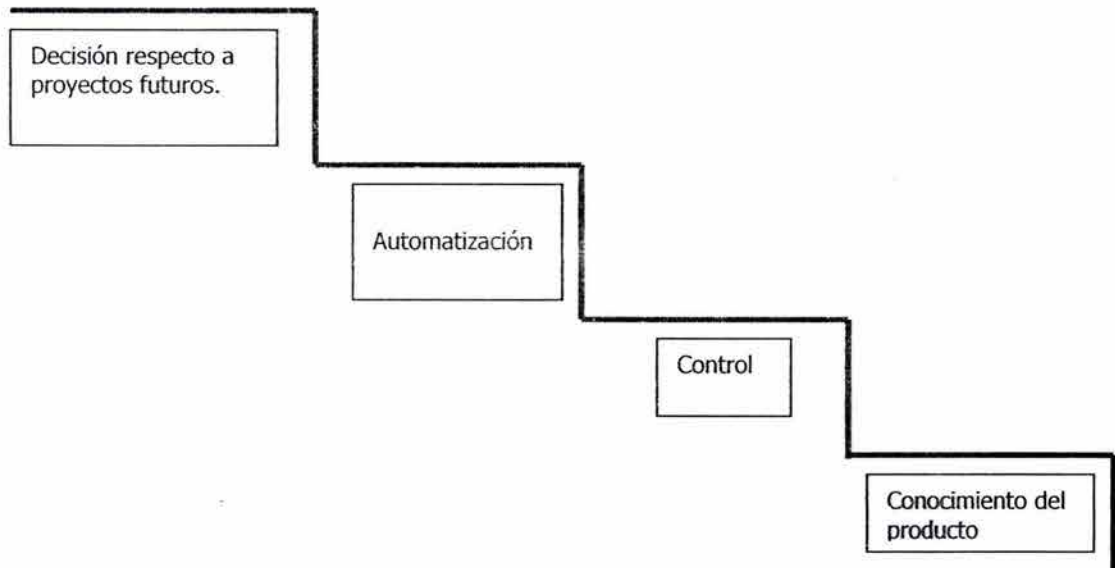 Decisión respecto a
proyectos futuros.
Automatización
Control
Conocimiento del
producto